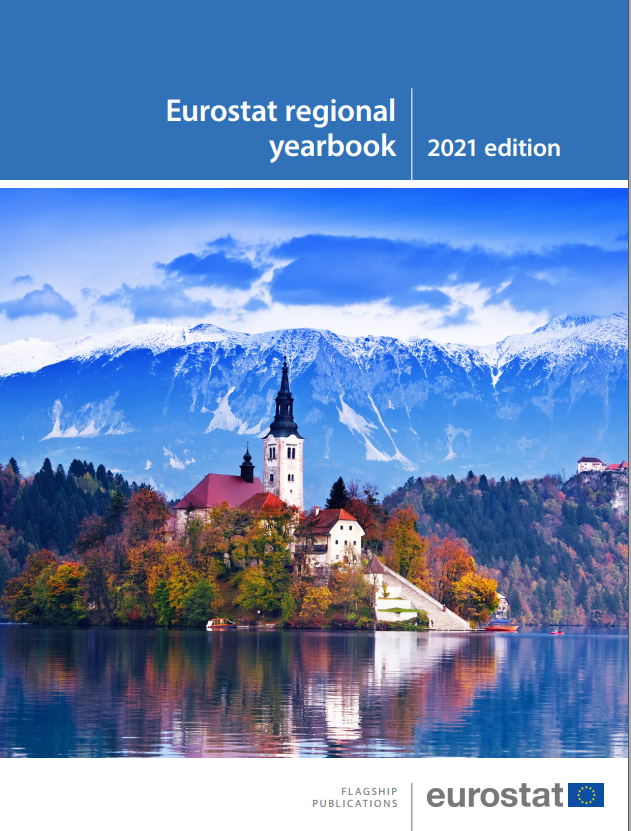 Eurostat regional
yearbook
2021 edition
FLAGSHIP
PUBLICATIONS
eurostat